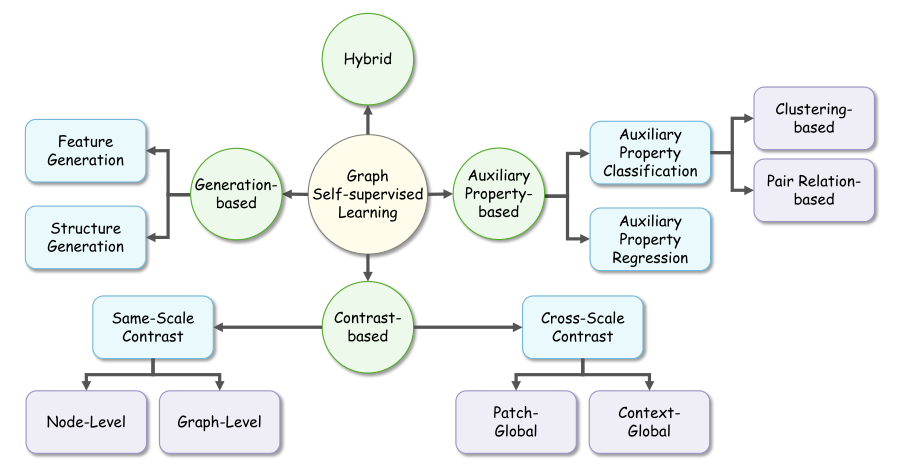 Hybrid
Feature
Generation
Structure
Generation
Generation-
based
Graph
Self-supervised
Learning
Auxiliary
Property-
based
Auxiliary
Property
Classification
Auxiliary
Property
Regression
Clustering-
based
Pair Relation-
based
Contrast-
based
Same-Scale
Contrast
Node-Level
Graph-Level
Cross-Scale
Contrast
Patch-
Global
Context-
Global